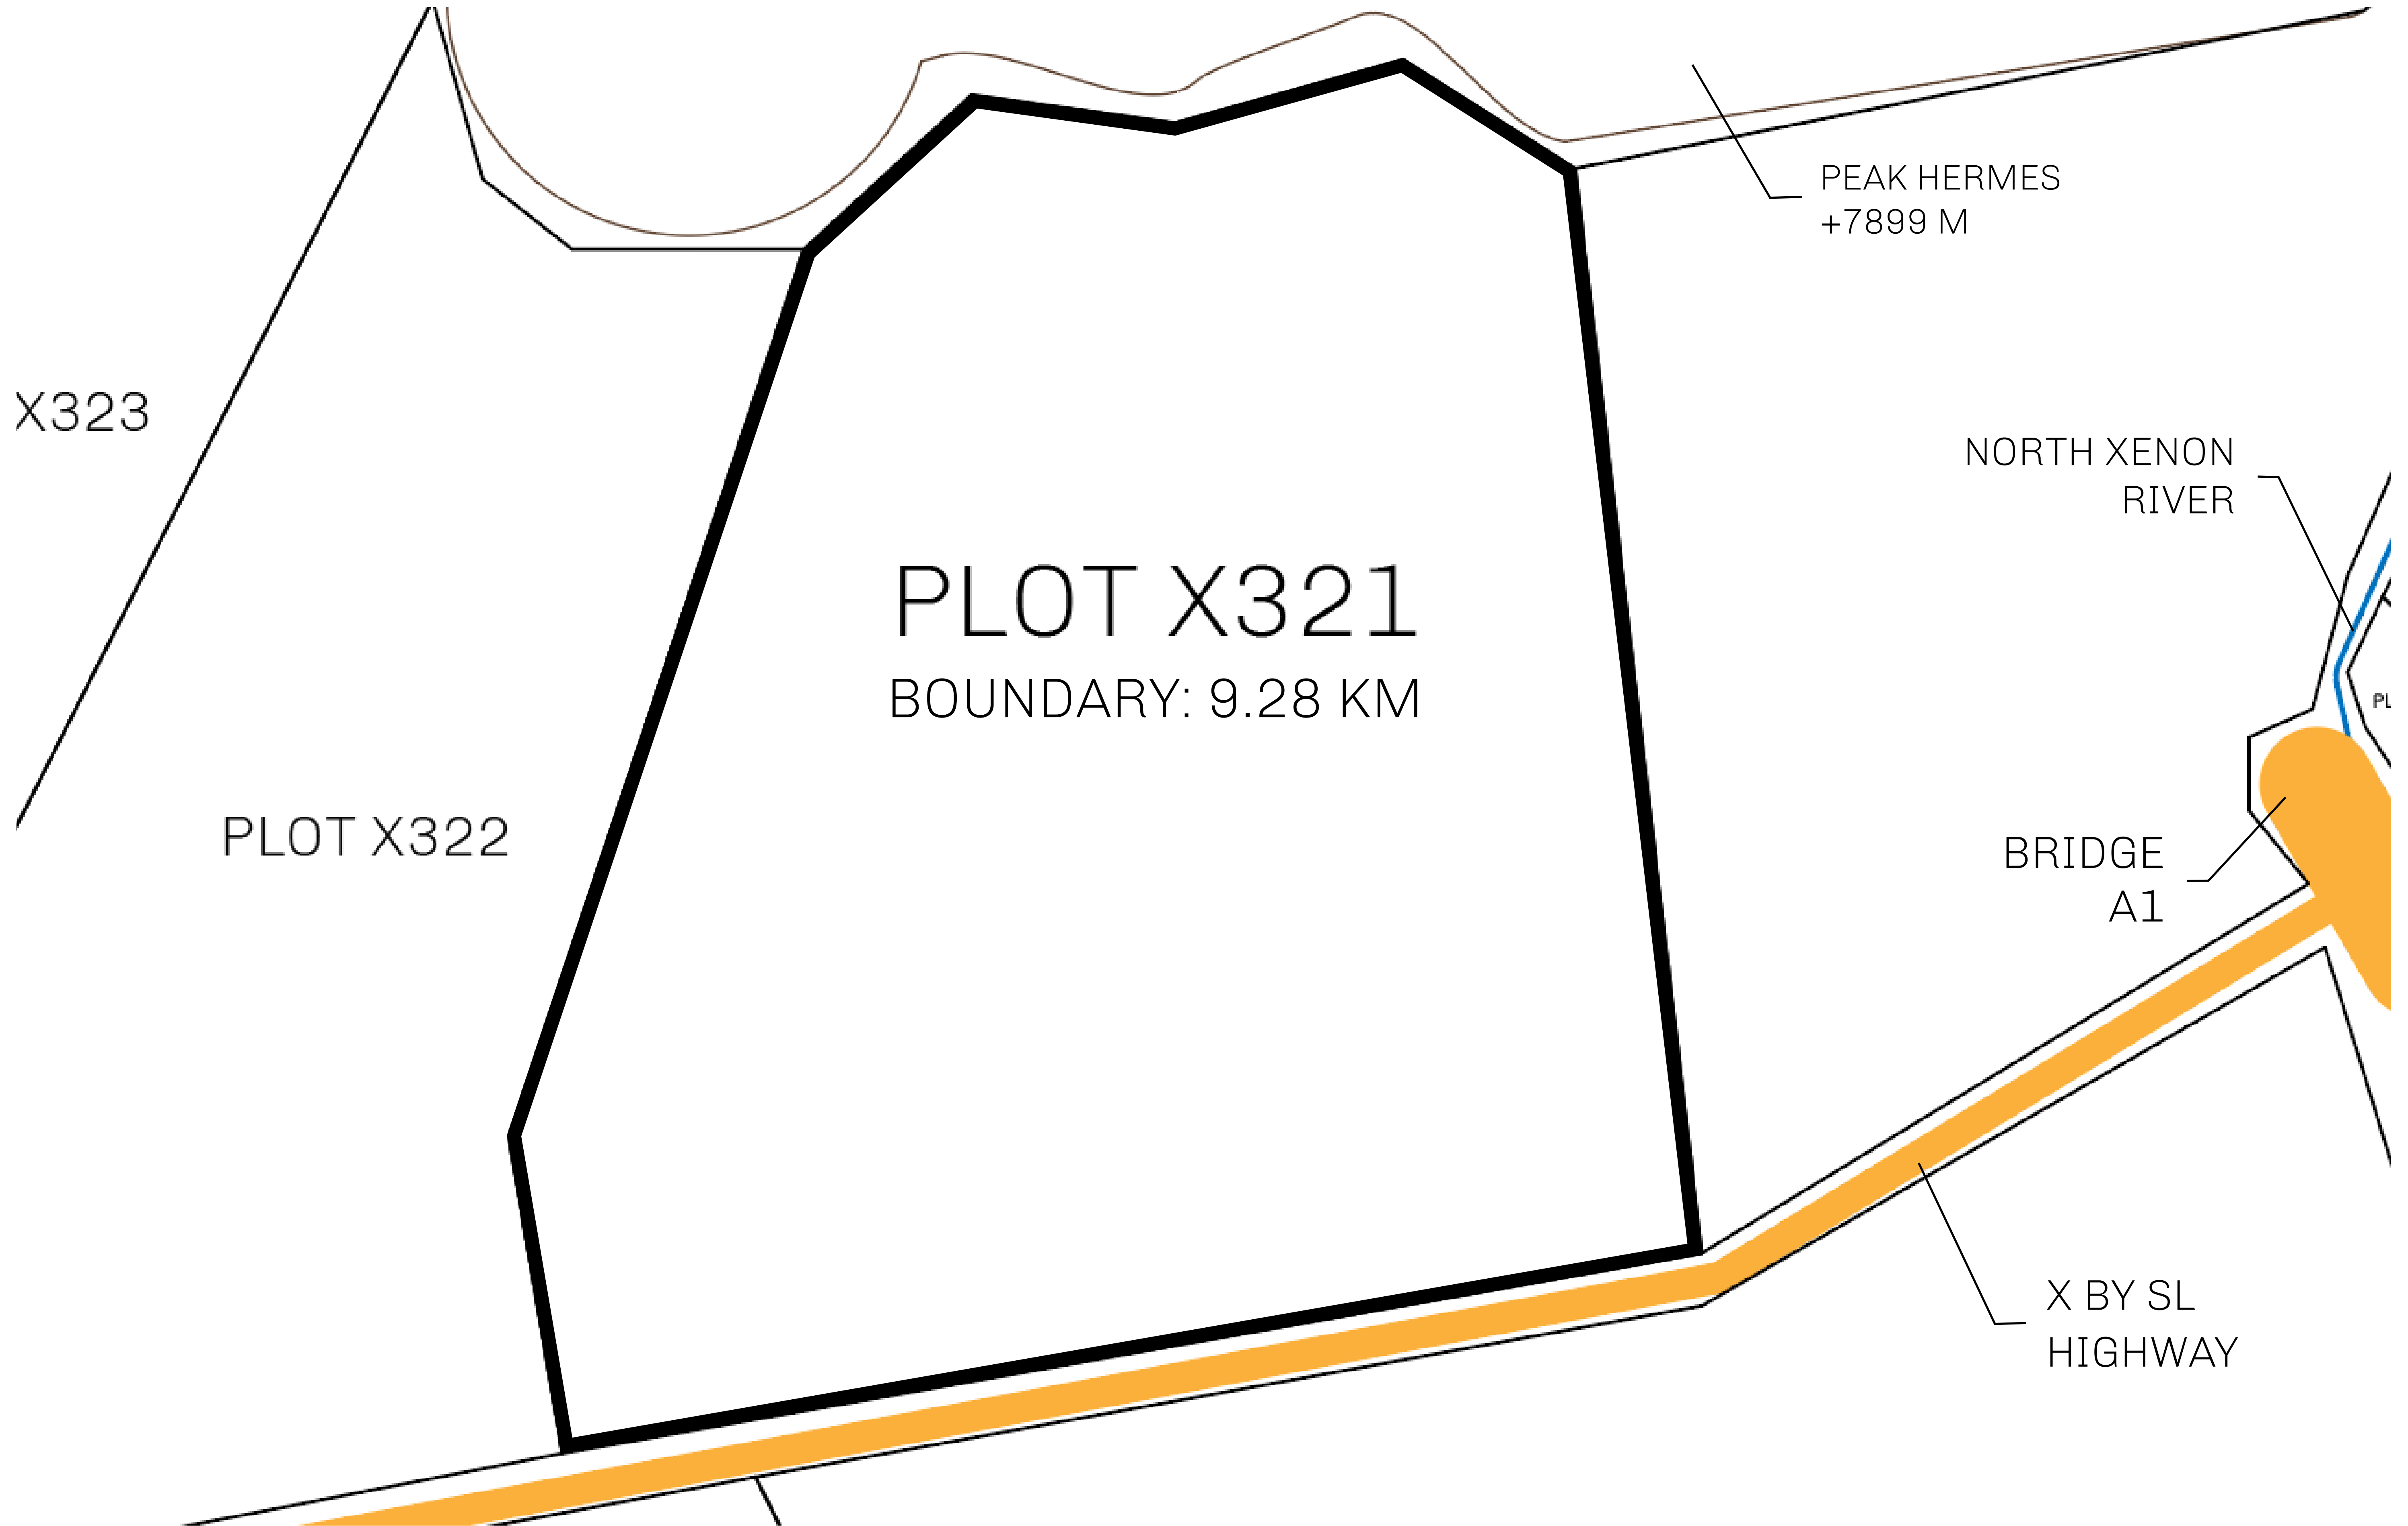 PEAK HERMES
+7899 M
X323
NORTH XENON
RIVER
PLOT X321
BOUNDARY: 9.28 KM
PLOT X322
BRIDGE
A1
X BY SL
HIGHWAY